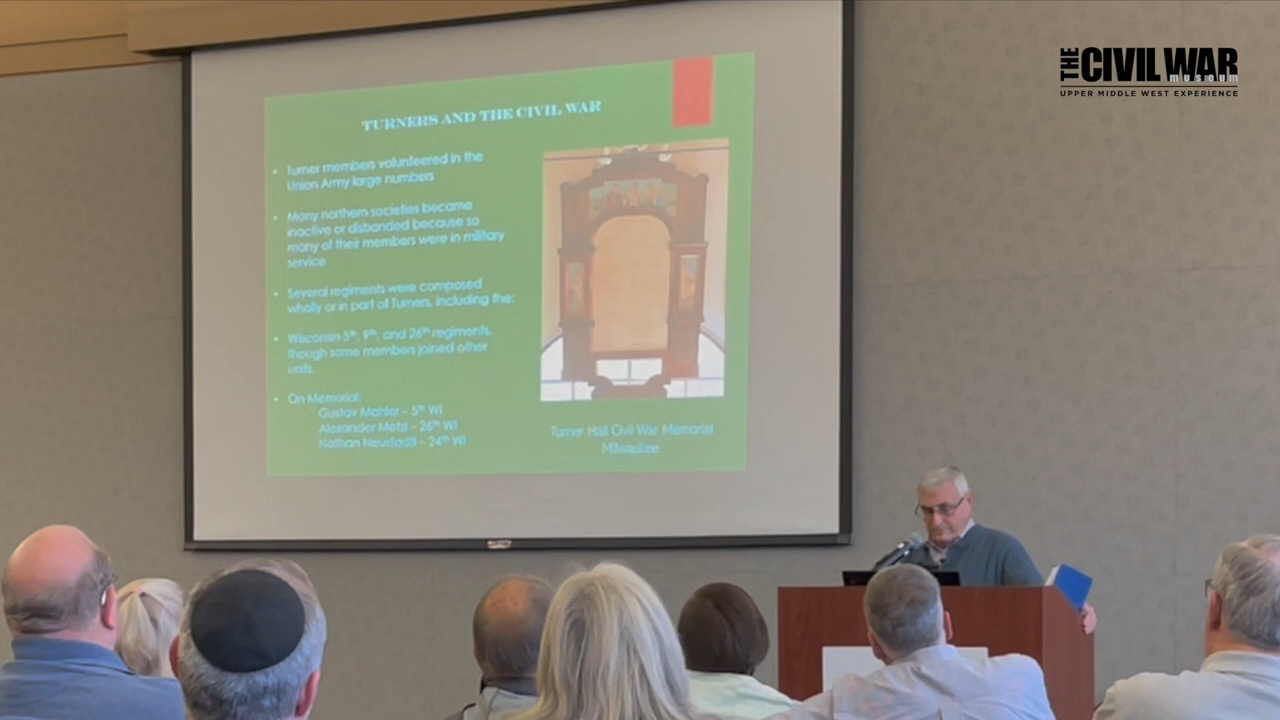 THE CIVIL WAR
museum
UPPER MIDDLE WEST EXPERIENCE
TURNERS AND THE CIVIL WAR
• Turner members volunteered in the
Union Army large numbers
• Many northern societies became
inactive or disbanded because so
many of their members were in military
service
• Several regiments were composed
wholly or in part of Turners, including the:
• Wisconsin 5th, 9th, and 26th regiments,
though some members joined other
units.
• On Memorial:
Gustav Mahler – 5th WI
Alexander Metzl – 26th WI
Nathan Neustadtl – 24th WI
Turner Hall Civil War Memorial
Milwaukee